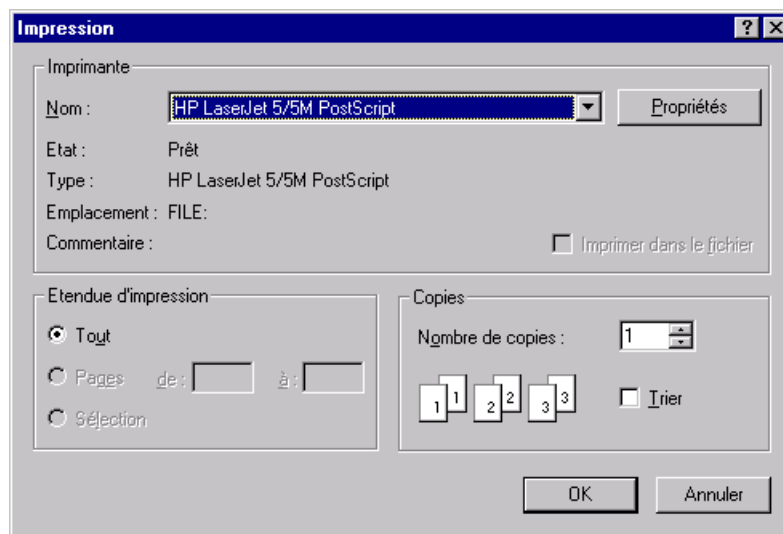 Impression
Imprimante
Nom : HP LaserJet 5/5M PostScript Propriétés
Etat : Prêt
Type : HP LaserJet 5/5M PostScript
Emplacement : FILE:
Commentaire : Imprimer dans le fichier
Etendue d'impression
Tout
Pages de : à :
Sélection
Copies
Nombre de copies : 1
1 1 2 2 3 3 Trier
OK Annuler